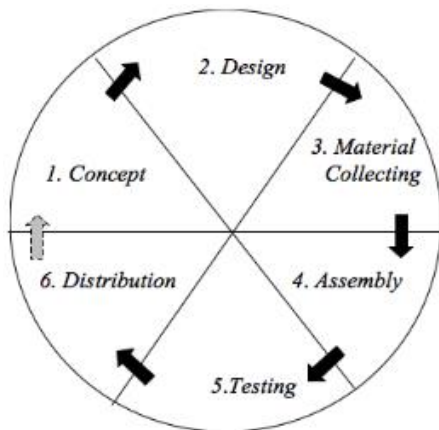 1. Concept
2. Design
3. Material
Collecting
4. Assembly
5.Testing
6. Distribution